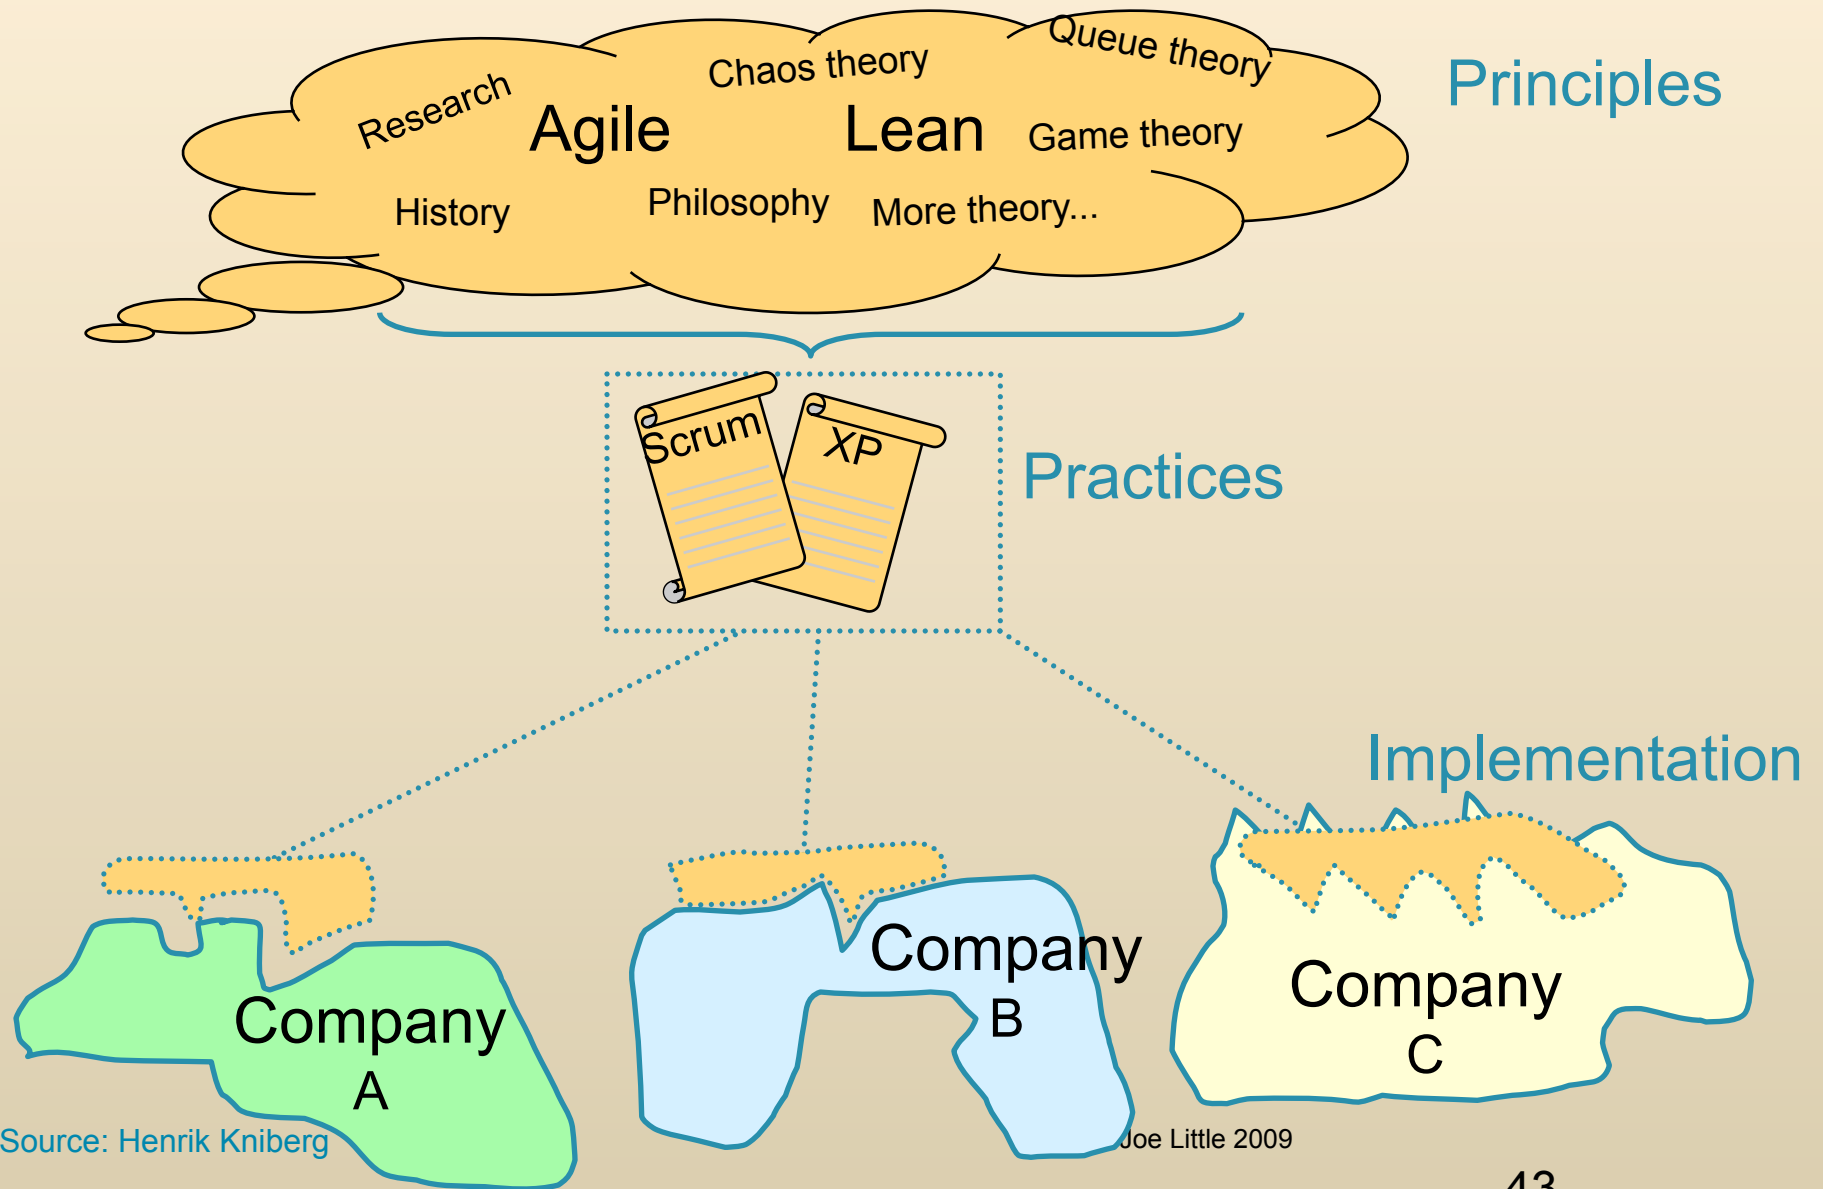 Queue theory
Chaos theory
Principles
Research
Agile
Lean
Game theory
History
Philosophy
More theory...
Scrum
XP
Practices
Implementation
Company
A
Company
B
Company
C
Source: Henrik Kniberg
Joe Little 2009
43